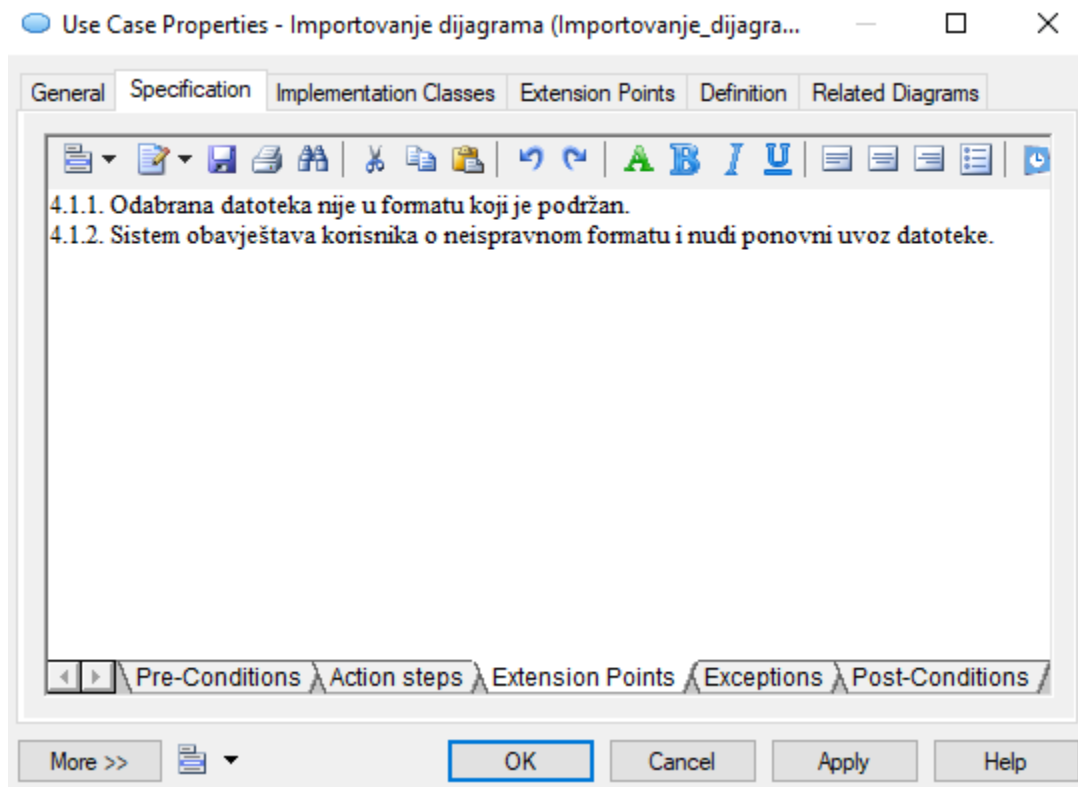 Use Case Properties - Importovanje dijagrama (Importovanje_dijagra...
General Specification Implementation Classes Extension Points Definition Related Diagrams
A B I U
4.1.1. Odabrana datoteka nije u formatu koji je podržan.
4.1.2. Sistem obavještava korisnika o neispravnom formatu i nudi ponovni uvoz datoteke.
Pre-Conditions Action steps Extension Points Exceptions Post-Conditions
More >> OK Cancel Apply Help